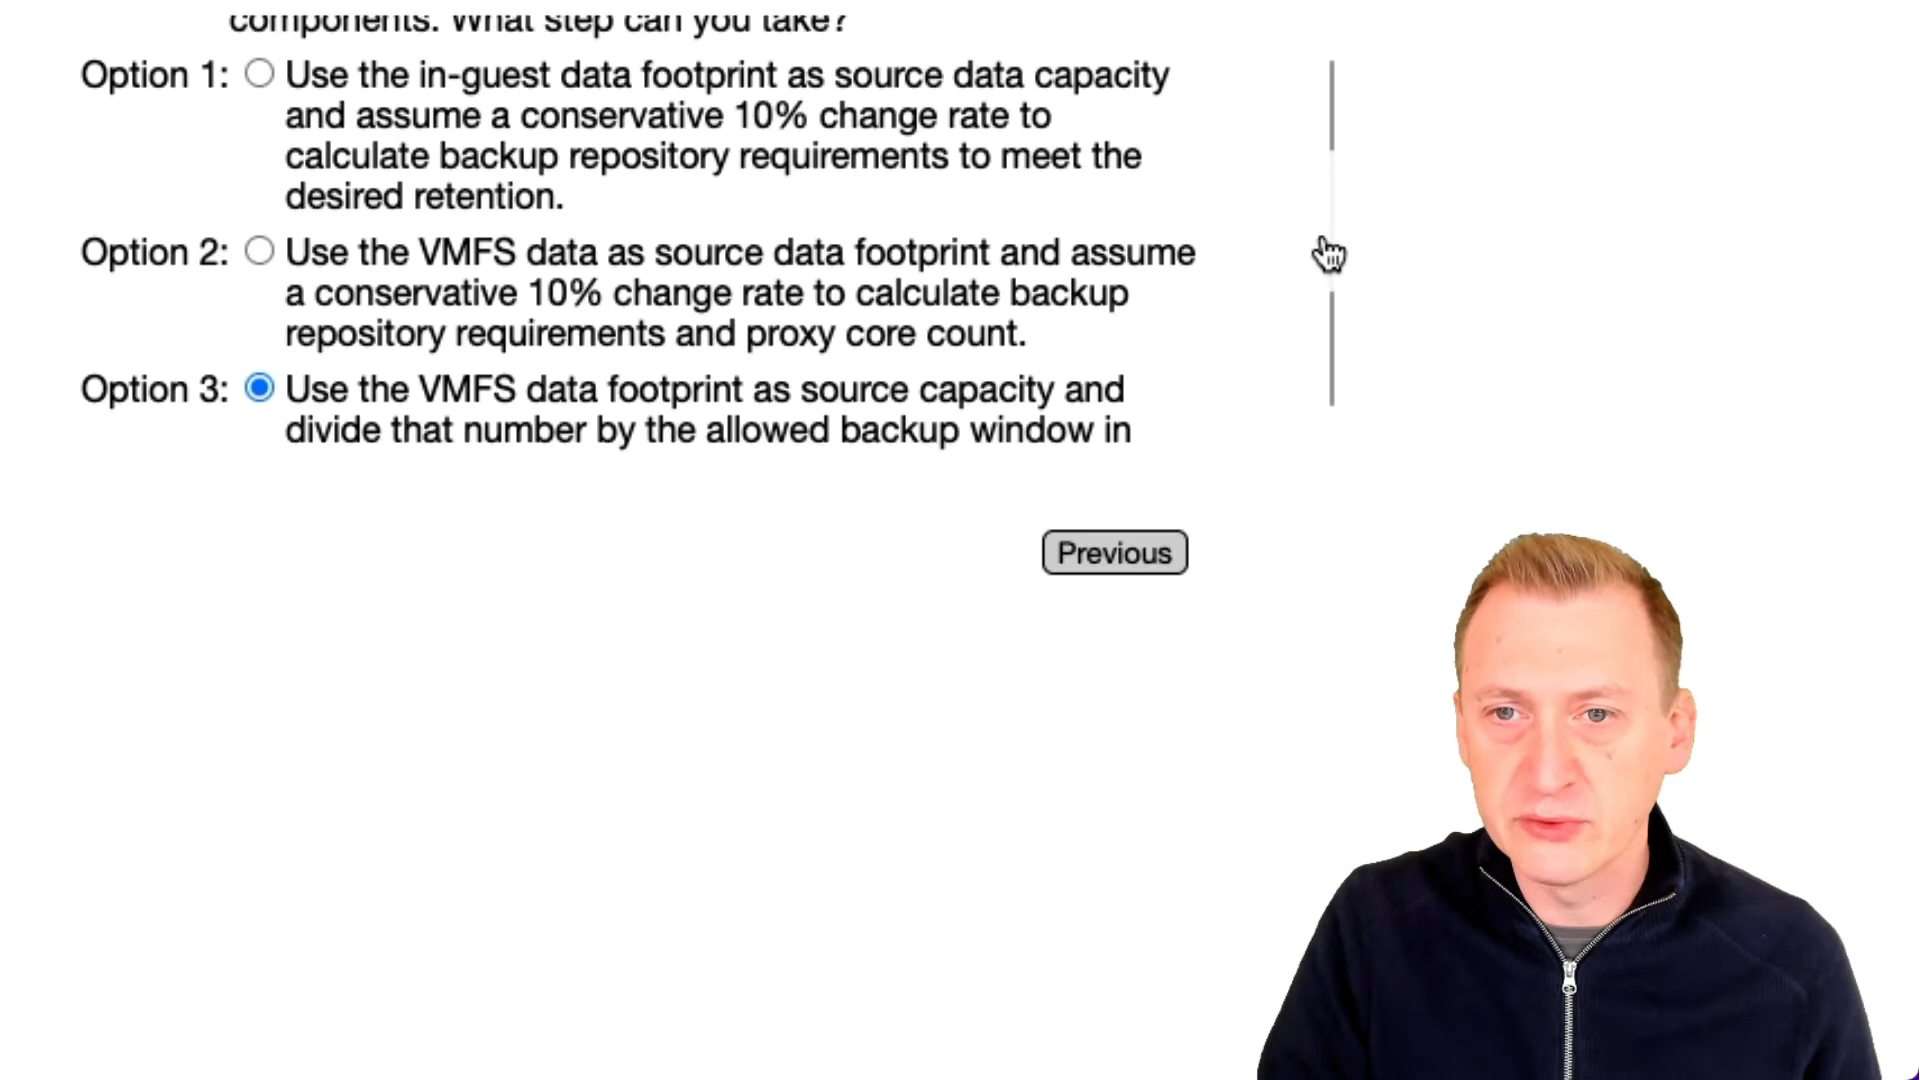 components. What step can you take?
Option 1: Use the in-guest data footprint as source data capacity
and assume a conservative 10% change rate to
calculate backup repository requirements to meet the
desired retention.
Option 2: Use the VMFS data as source data footprint and assume
a conservative 10% change rate to calculate backup
repository requirements and proxy core count.
Option 3: Use the VMFS data footprint as source capacity and
divide that number by the allowed backup window in
Previous